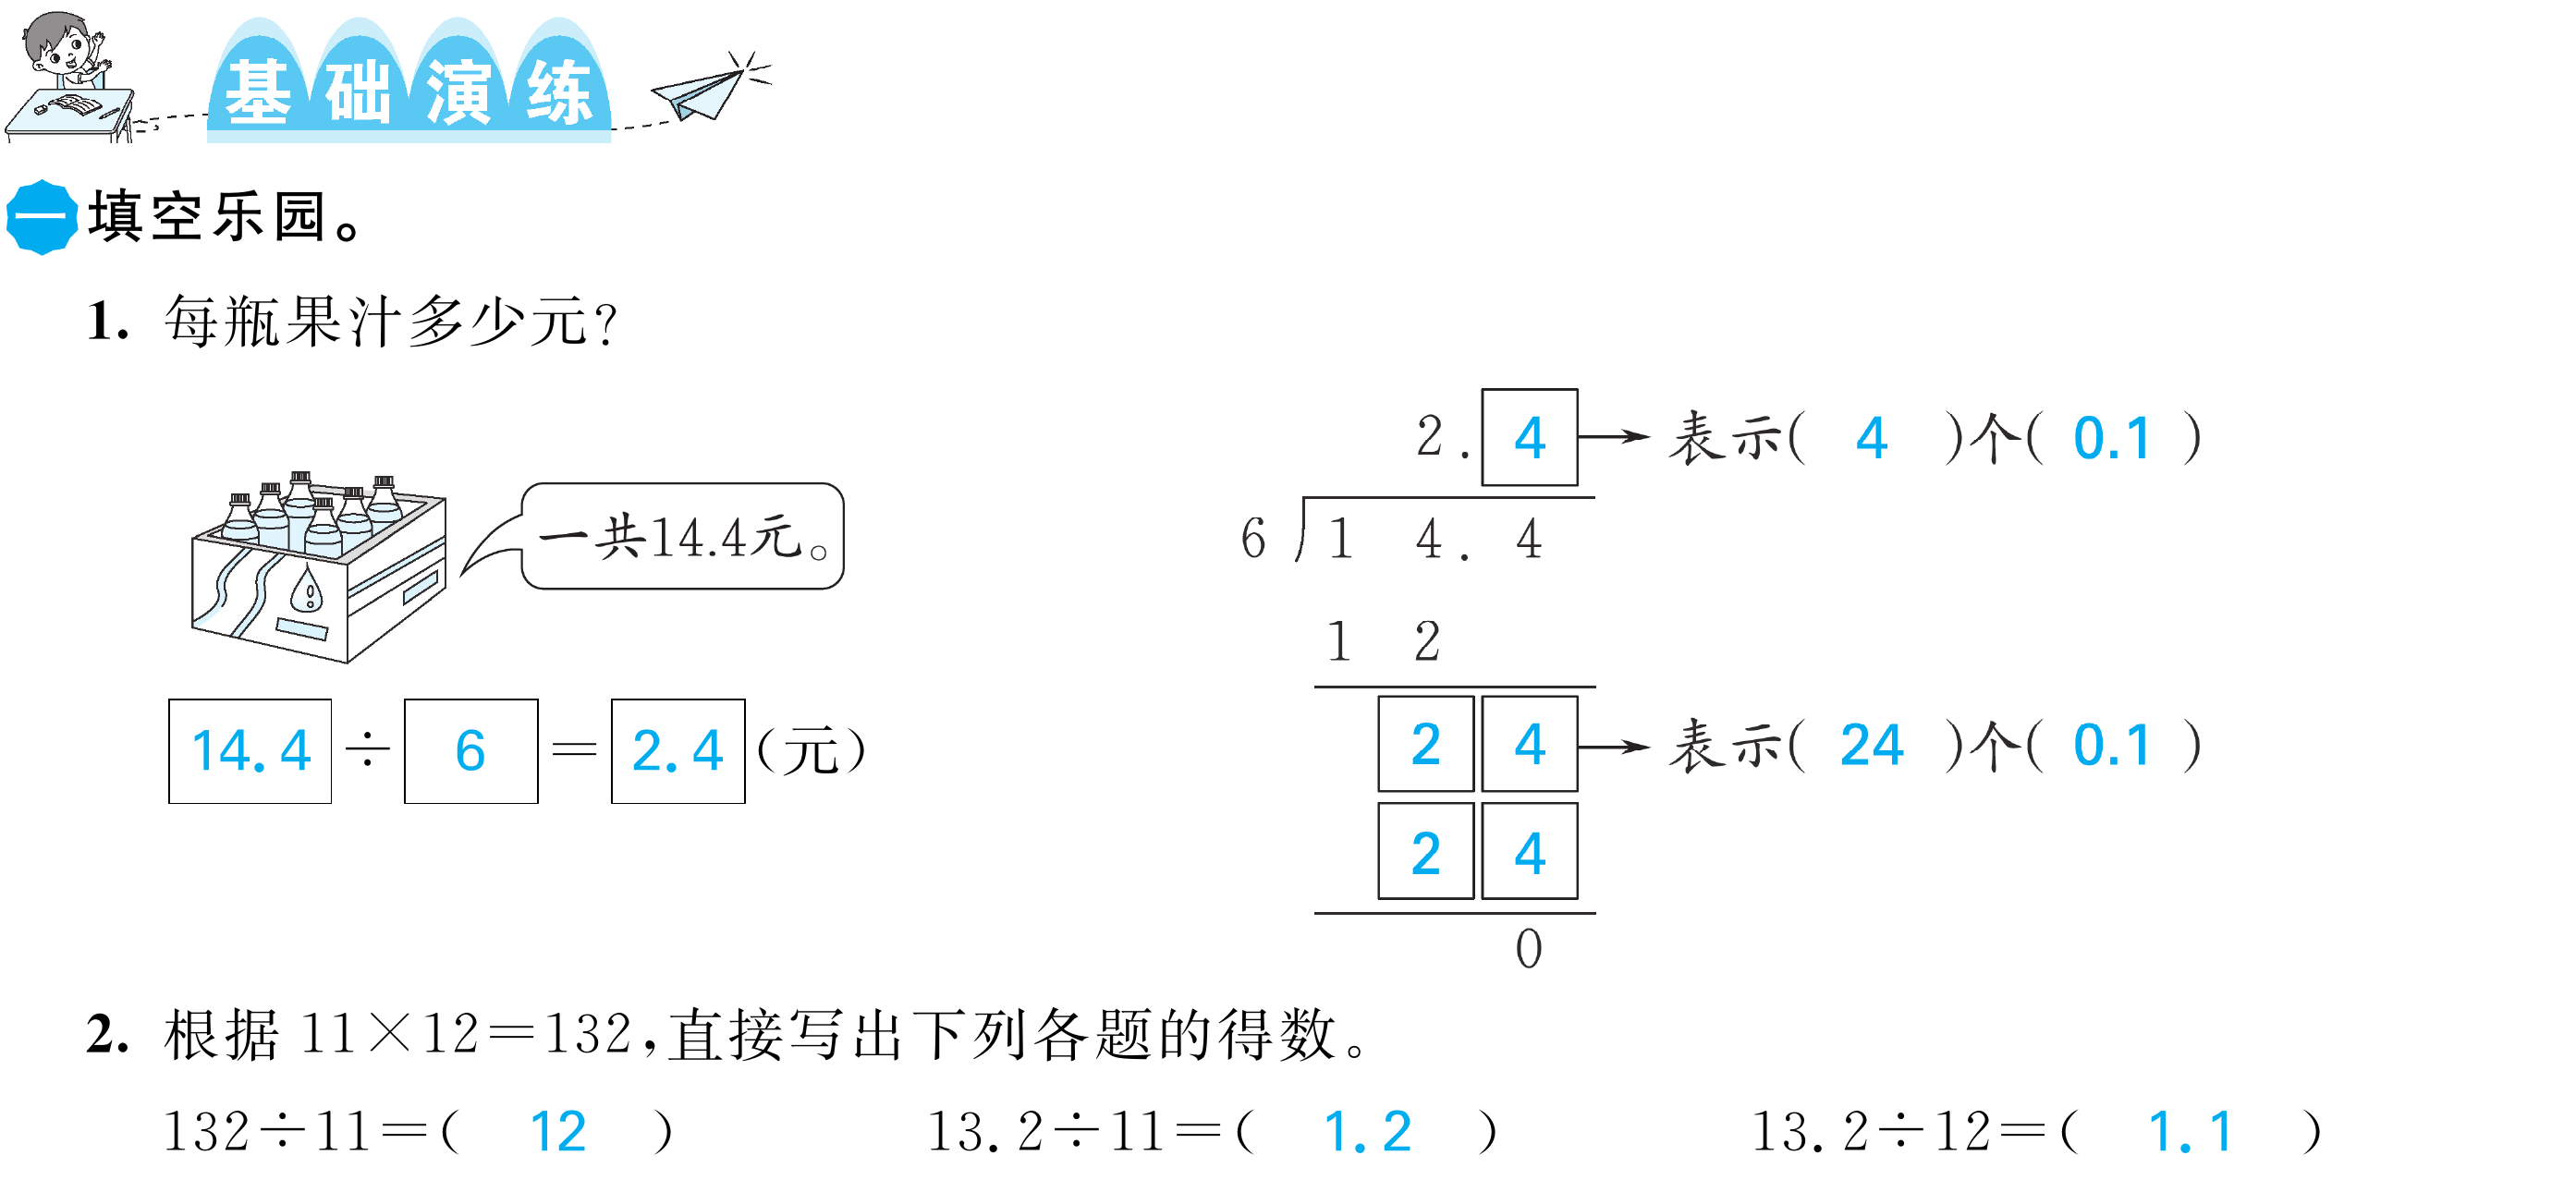 基础演练
一 填空乐园。
1. 每瓶果汁多少元?
一共14.4元。
14.4÷6=2.4(元)
2.4→表示( 4 )个( 0.1 )
6)14.4
12
24→表示( 24 )个( 0.1 )
24
0
2. 根据 11×12=132,直接写出下列各题的得数。
132÷11=( 12 ) 13.2÷11=( 1.2 ) 13.2÷12=( 1.1 )